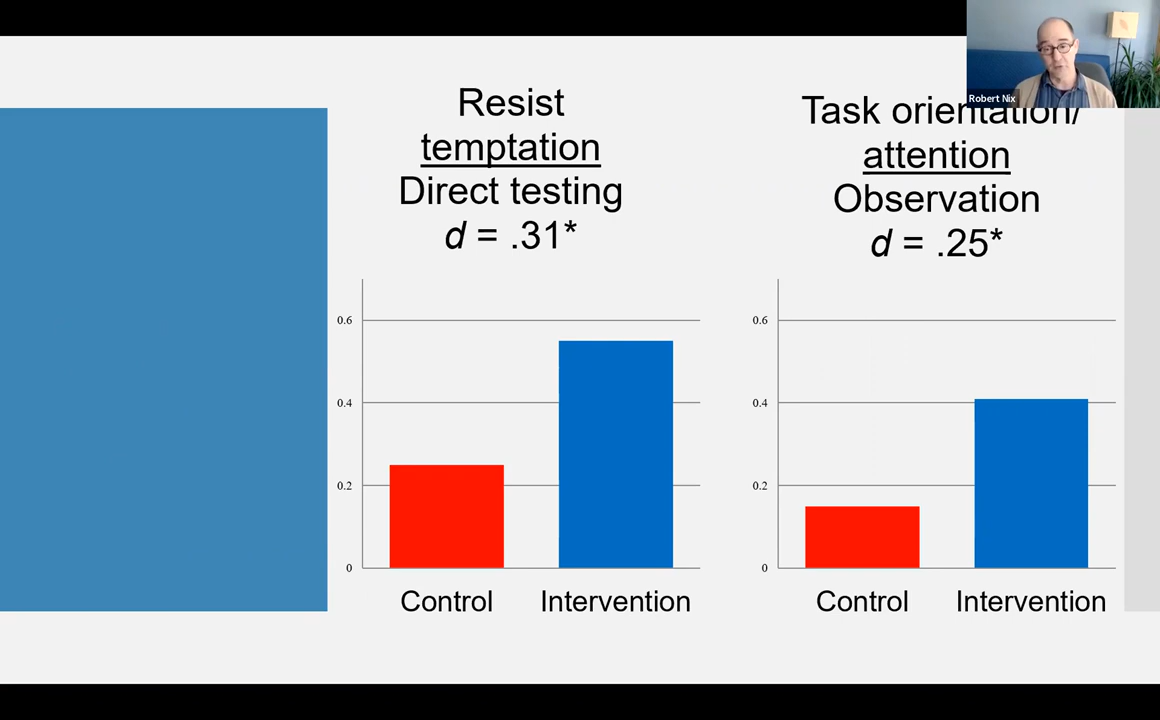 Robert Nix
Resist
temptation
Direct testing
d = .31*
0.6
0.4
0.2
0
Control Intervention
Task orientation/
attention
Observation
d = .25*
0.6
0.4
0.2
0
Control Intervention